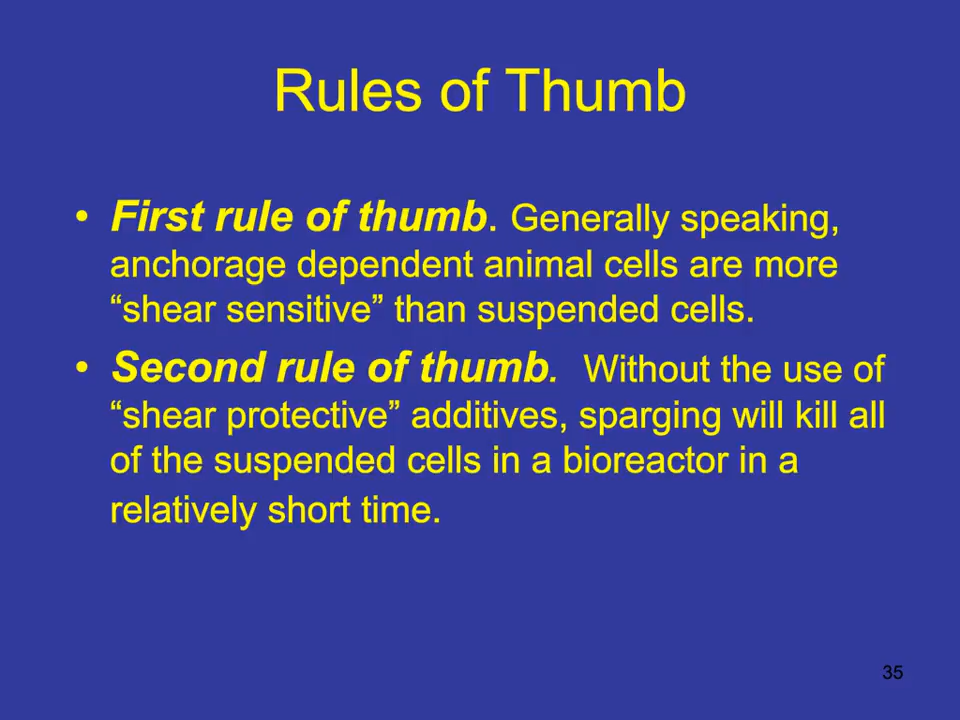 Rules of Thumb
• First rule of thumb. Generally speaking,
anchorage dependent animal cells are more
“shear sensitive” than suspended cells.
• Second rule of thumb.  Without the use of
“shear protective” additives, sparging will kill all
of the suspended cells in a bioreactor in a
relatively short time.
35